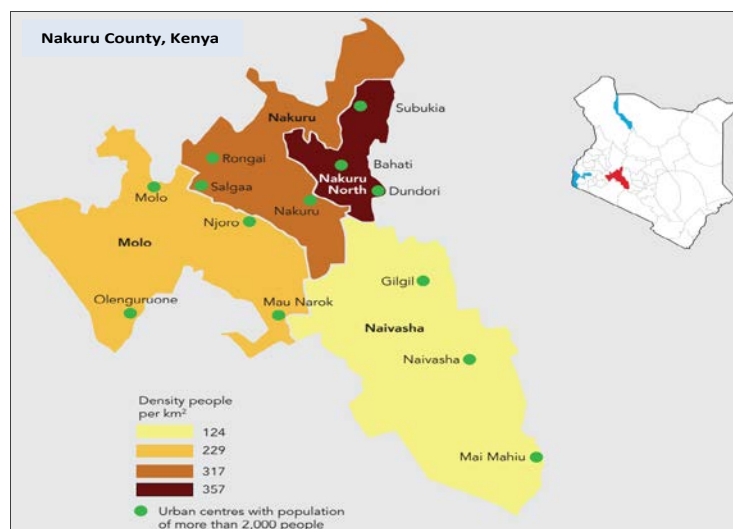 Nakuru County, Kenya
Subukia
Nakuru
Rongai
Bahati
Nakuru
North
Salgaa
Dundori
Molo
Nakuru
Njoro
Molo
Gilgil
Olenguruone
Mau Narok
Naivasha
Naivasha
Density people
per km²
124
229
317
357
Mai Mahiu
Urban centres with population
of more than 2,000 people